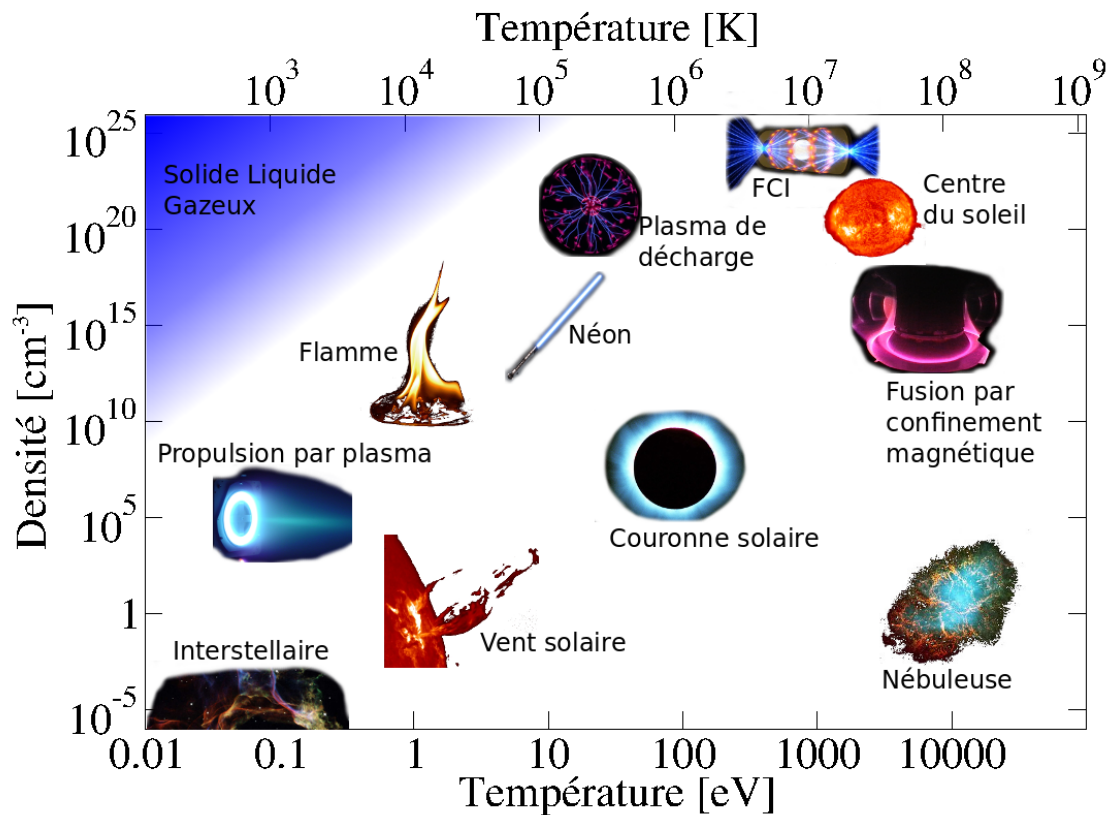 Température [K]
10³ 10⁴ 10⁵ 10⁶ 10⁷ 10⁸ 10⁹
Densité [cm⁻³]
10²⁵
10²⁰
10¹⁵
10¹⁰
10⁵
1
10⁻⁵
Solide Liquide
Gazeux
FCI
Centre
du soleil
Plasma de
décharge
Flamme
Néon
Fusion par
confinement
magnétique
Propulsion par plasma
Couronne solaire
Vent solaire
Interstellaire
Nébuleuse
0.01 0.1 1 10 100 1000 10000
Température [eV]